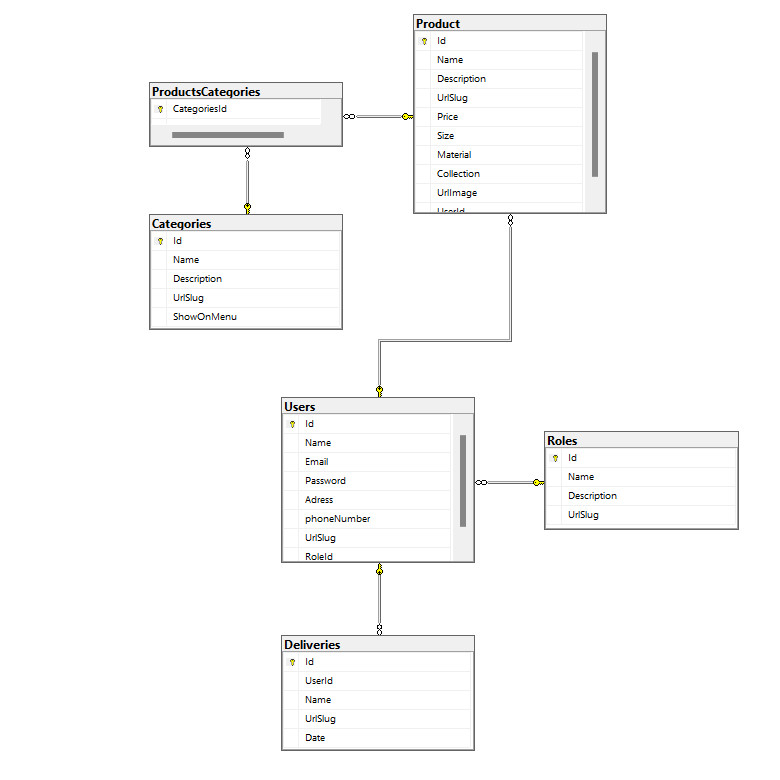 Product
Id
Name
Description
UrlSlug
Price
Size
Material
Collection
UrlImage
UserId
ProductsCategories
CategoriesId
Categories
Id
Name
Description
UrlSlug
ShowOnMenu
Users
Id
Name
Email
Password
Adress
phoneNumber
UrlSlug
RoleId
Roles
Id
Name
Description
UrlSlug
Deliveries
Id
UserId
Name
UrlSlug
Date